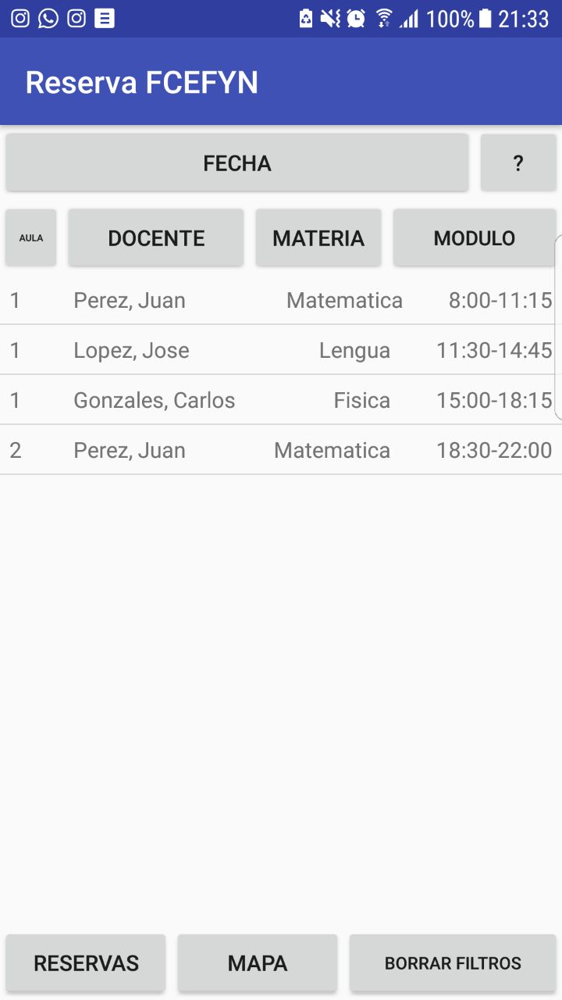 100% 21:33
Reserva FCEFYN
FECHA ?
AULA DOCENTE MATERIA MODULO
1 Perez, Juan Matematica 8:00-11:15
1 Lopez, Jose Lengua 11:30-14:45
1 Gonzales, Carlos Fisica 15:00-18:15
2 Perez, Juan Matematica 18:30-22:00
RESERVAS MAPA BORRAR FILTROS